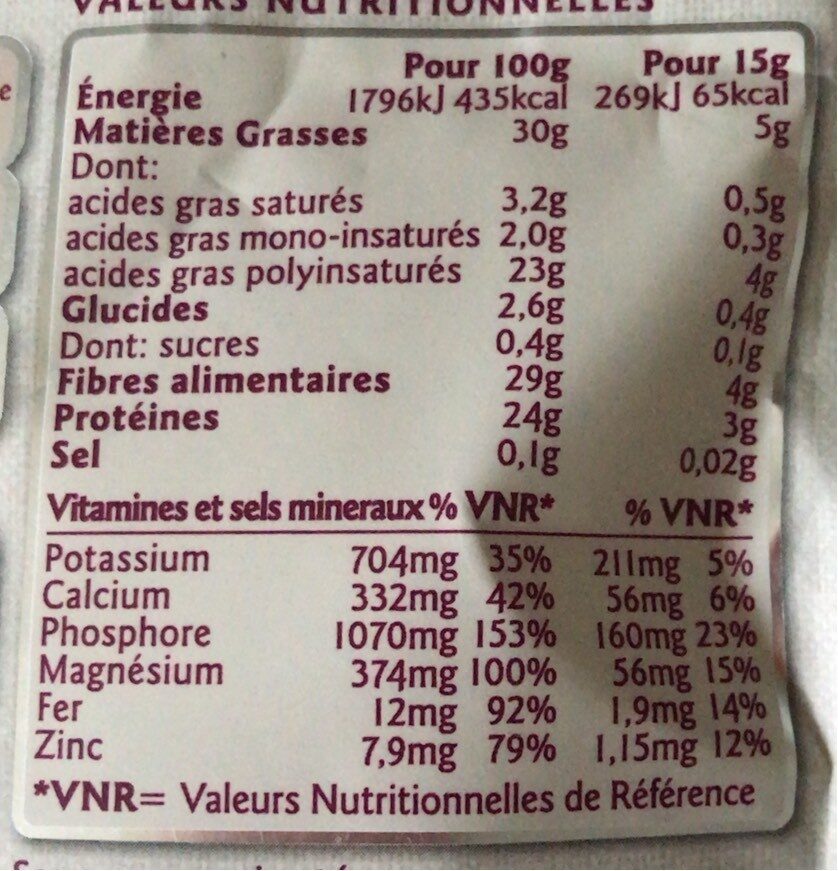 VALEURS NUTRITIONNELLES
Pour 100g Pour 15g
Énergie 1796kJ 435kcal 269kJ 65kcal
Matières Grasses 30g 5g
Dont:
acides gras saturés 3,2g 0,5g
acides gras mono-insaturés 2,0g 0,3g
acides gras polyinsaturés 23g 4g
Glucides 2,6g 0,4g
Dont: sucres 0,4g 0,1g
Fibres alimentaires 29g 4g
Protéines 24g 3g
Sel 0,1g 0,02g
Vitamines et sels mineraux % VNR* % VNR*
Potassium 704mg 35% 211mg 5%
Calcium 332mg 42% 56mg 6%
Phosphore 1070mg 153% 160mg 23%
Magnésium 374mg 100% 56mg 15%
Fer 12mg 92% 1,9mg 14%
Zinc 7,9mg 79% 1,15mg 12%
*VNR= Valeurs Nutritionnelles de Référence